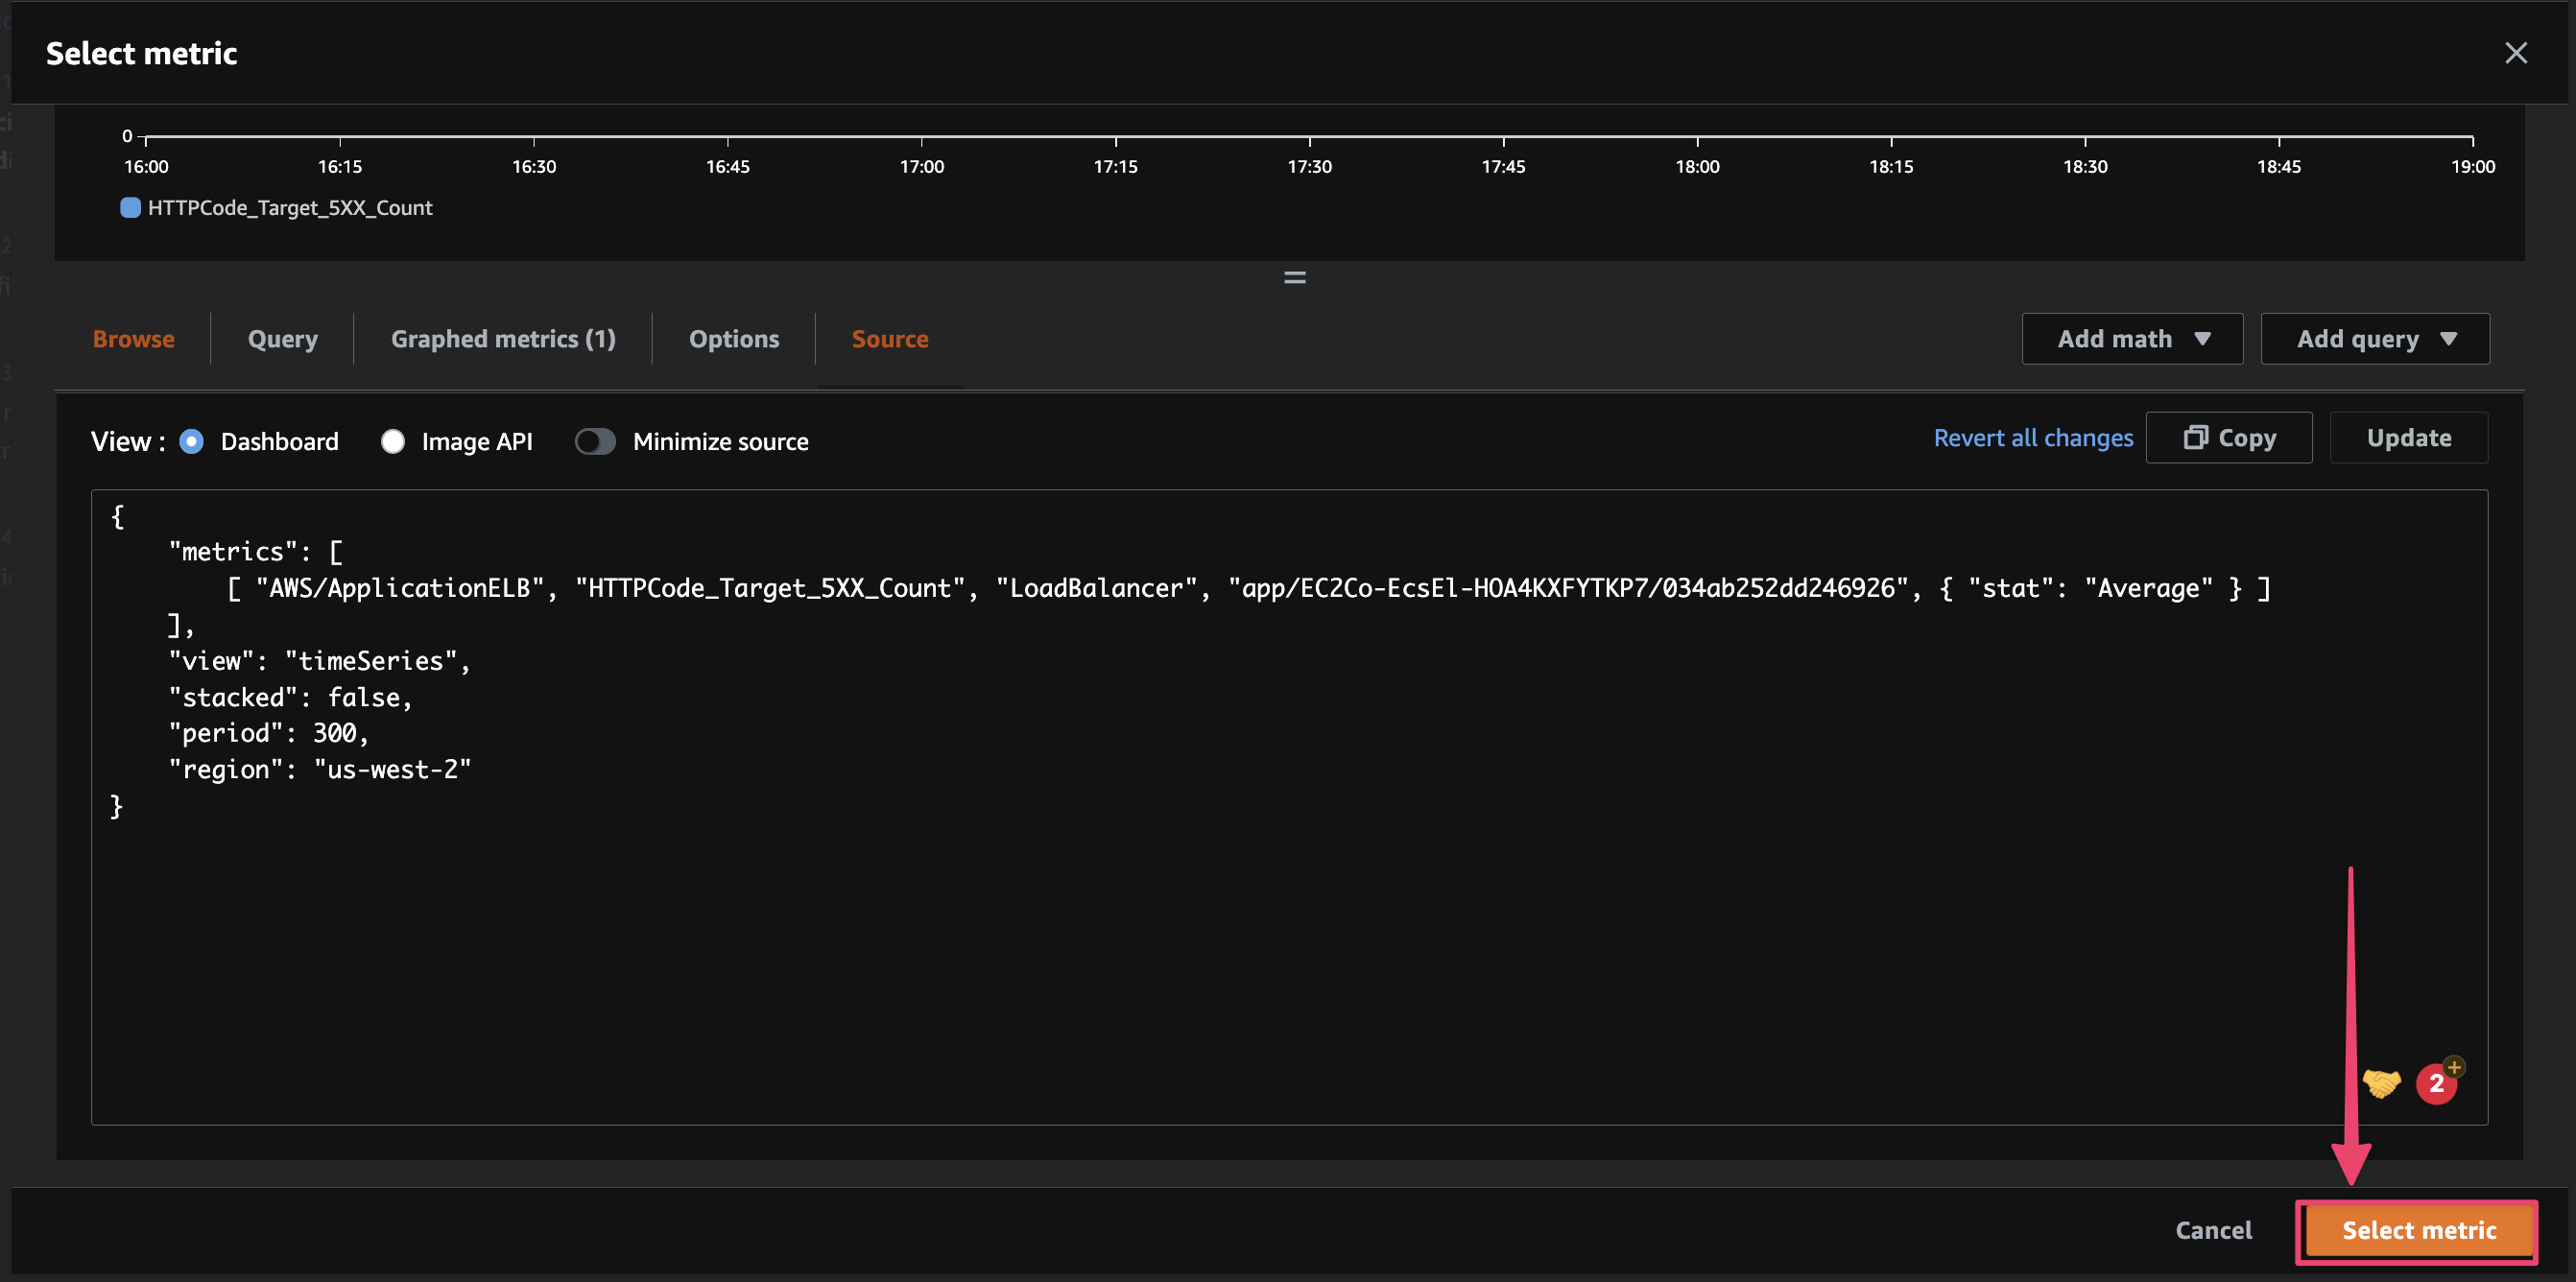 Select metric
0
16:00 16:15 16:30 16:45 17:00 17:15 17:30 17:45 18:00 18:15 18:30 18:45 19:00
HTTPCode_Target_5XX_Count
Browse Query Graphed metrics (1) Options Source Add math Add query
View : Dashboard Image API Minimize source Revert all changes Copy Update
{
    "metrics": [
        [ "AWS/ApplicationELB", "HTTPCode_Target_5XX_Count", "LoadBalancer", "app/EC2Co-EcsEl-HOA4KXFYTKP7/034ab252dd246926", { "stat": "Average" } ]
    ],
    "view": "timeSeries",
    "stacked": false,
    "period": 300,
    "region": "us-west-2"
}
2
Cancel Select metric